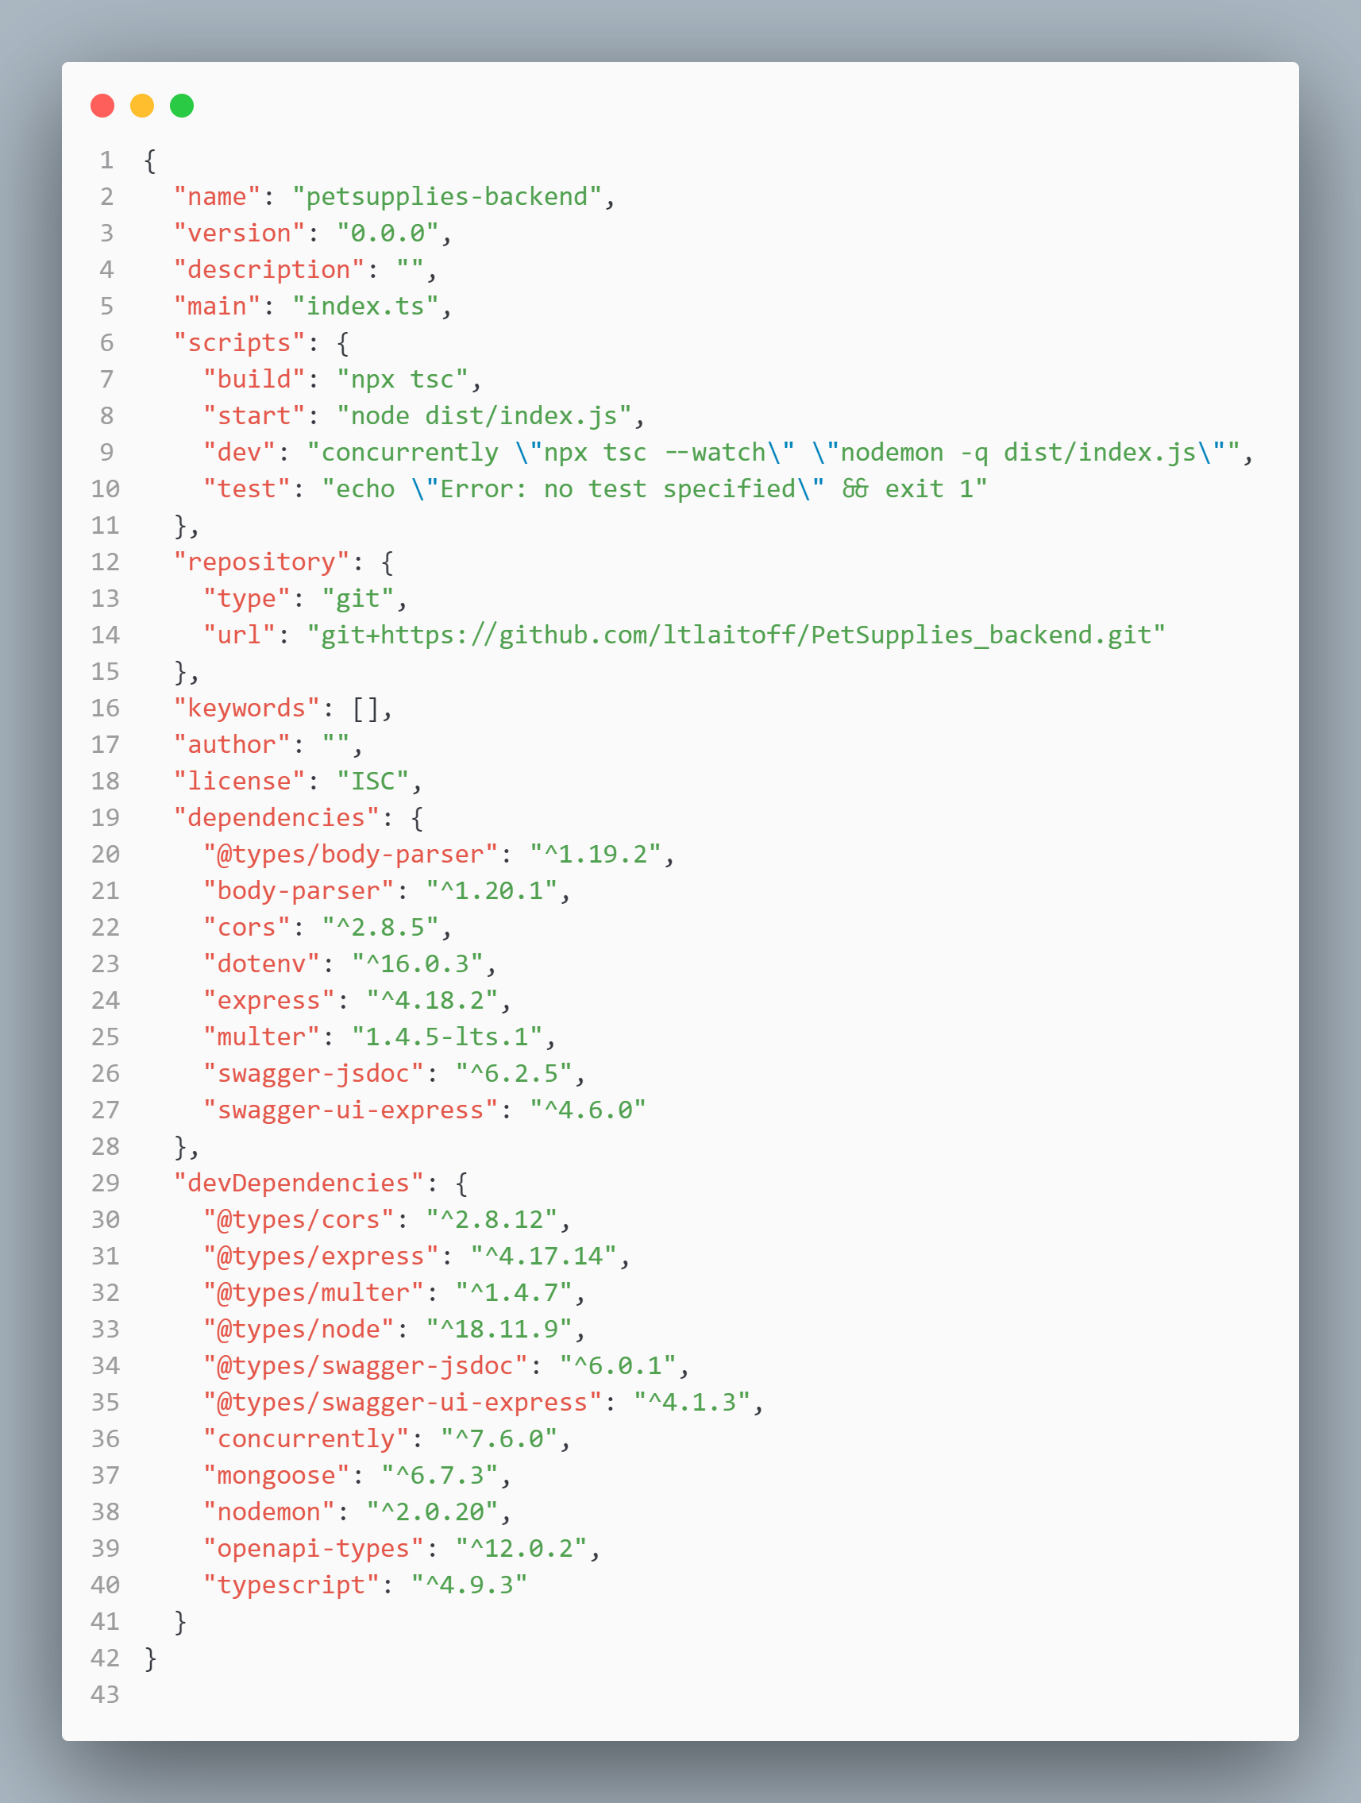 1 {
2   "name": "petsupplies-backend",
3   "version": "0.0.0",
4   "description": "",
5   "main": "index.ts",
6   "scripts": {
7     "build": "npx tsc",
8     "start": "node dist/index.js",
9     "dev": "concurrently \"npx tsc --watch\" \"nodemon -q dist/index.js\"",
10     "test": "echo \"Error: no test specified\" && exit 1"
11   },
12   "repository": {
13     "type": "git",
14     "url": "git+https://github.com/ltlaitoff/PetSupplies_backend.git"
15   },
16   "keywords": [],
17   "author": "",
18   "license": "ISC",
19   "dependencies": {
20     "@types/body-parser": "^1.19.2",
21     "body-parser": "^1.20.1",
22     "cors": "^2.8.5",
23     "dotenv": "^16.0.3",
24     "express": "^4.18.2",
25     "multer": "1.4.5-lts.1",
26     "swagger-jsdoc": "^6.2.5",
27     "swagger-ui-express": "^4.6.0"
28   },
29   "devDependencies": {
30     "@types/cors": "^2.8.12",
31     "@types/express": "^4.17.14",
32     "@types/multer": "^1.4.7",
33     "@types/node": "^18.11.9",
34     "@types/swagger-jsdoc": "^6.0.1",
35     "@types/swagger-ui-express": "^4.1.3",
36     "concurrently": "^7.6.0",
37     "mongoose": "^6.7.3",
38     "nodemon": "^2.0.20",
39     "openapi-types": "^12.0.2",
40     "typescript": "^4.9.3"
41   }
42 }
43